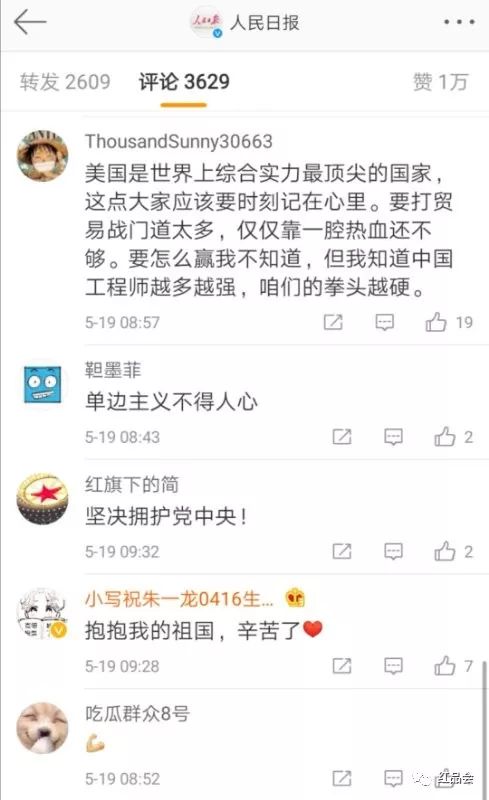 人民日报
转发 2609
评论 3629
赞 1万
ThousandSunny30663
美国是世界上综合实力最顶尖的国家，
这点大家应该要时刻记在心里。要打贸
易战门道太多，仅仅靠一腔热血还不
够。要怎么赢我不知道，但我知道中国
工程师越多越强，咱们的拳头越硬。
5-19 08:57
19
靼墨菲
单边主义不得人心
5-19 08:43
2
红旗下的简
坚决拥护党中央！
5-19 09:32
2
小写祝朱一龙0416生...
抱抱我的祖国，辛苦了❤️
5-19 09:28
7
吃瓜群众8号
💪
5-19 08:52
红品会